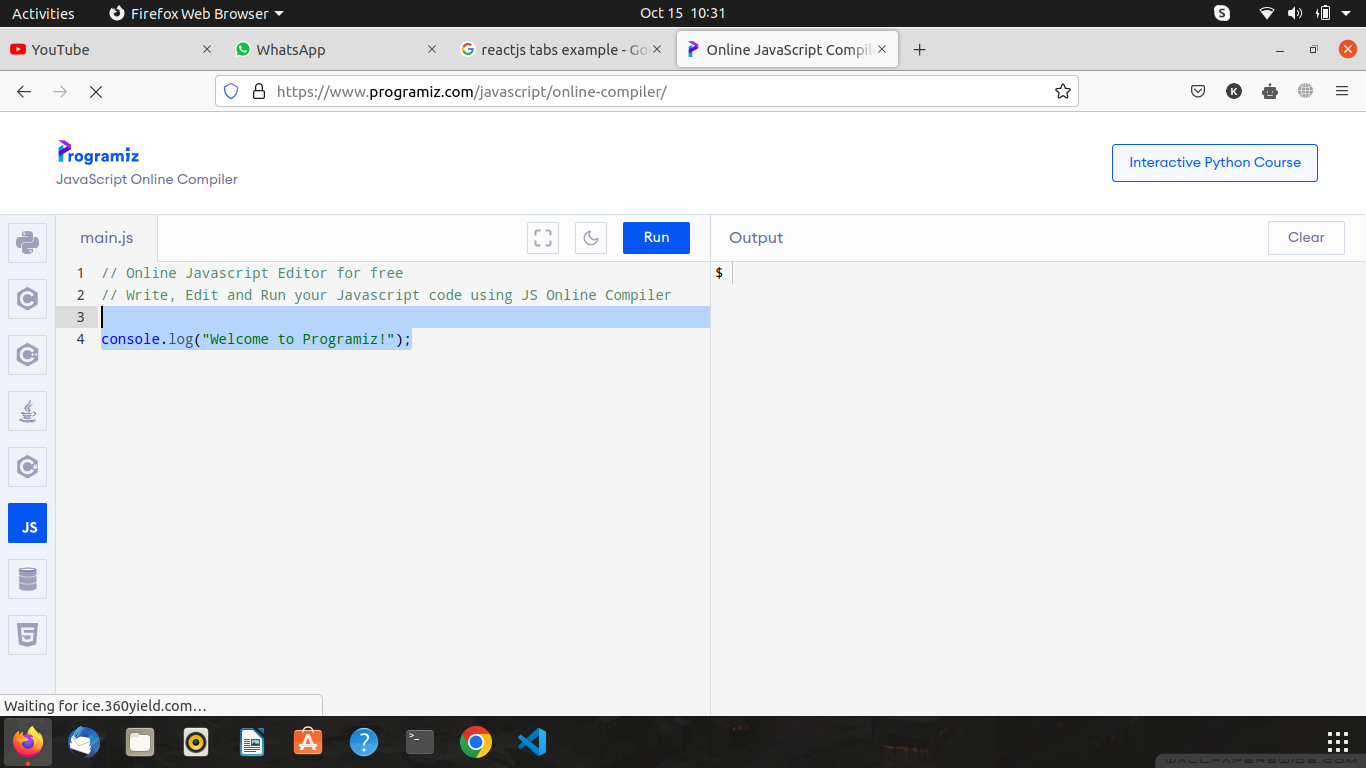 Activities
Firefox Web Browser
Oct 15 10:31
YouTube
WhatsApp
reactjs tabs example - Go
Online JavaScript Compil
https://www.programiz.com/javascript/online-compiler/
K
Programiz
JavaScript Online Compiler
Interactive Python Course
main.js
Run
Output
Clear
1 // Online Javascript Editor for free
2 // Write, Edit and Run your Javascript code using JS Online Compiler
3
4 console.log("Welcome to Programiz!");
$
JS
Waiting for ice.360yield.com…
WALLPAPERSWIDE.COM